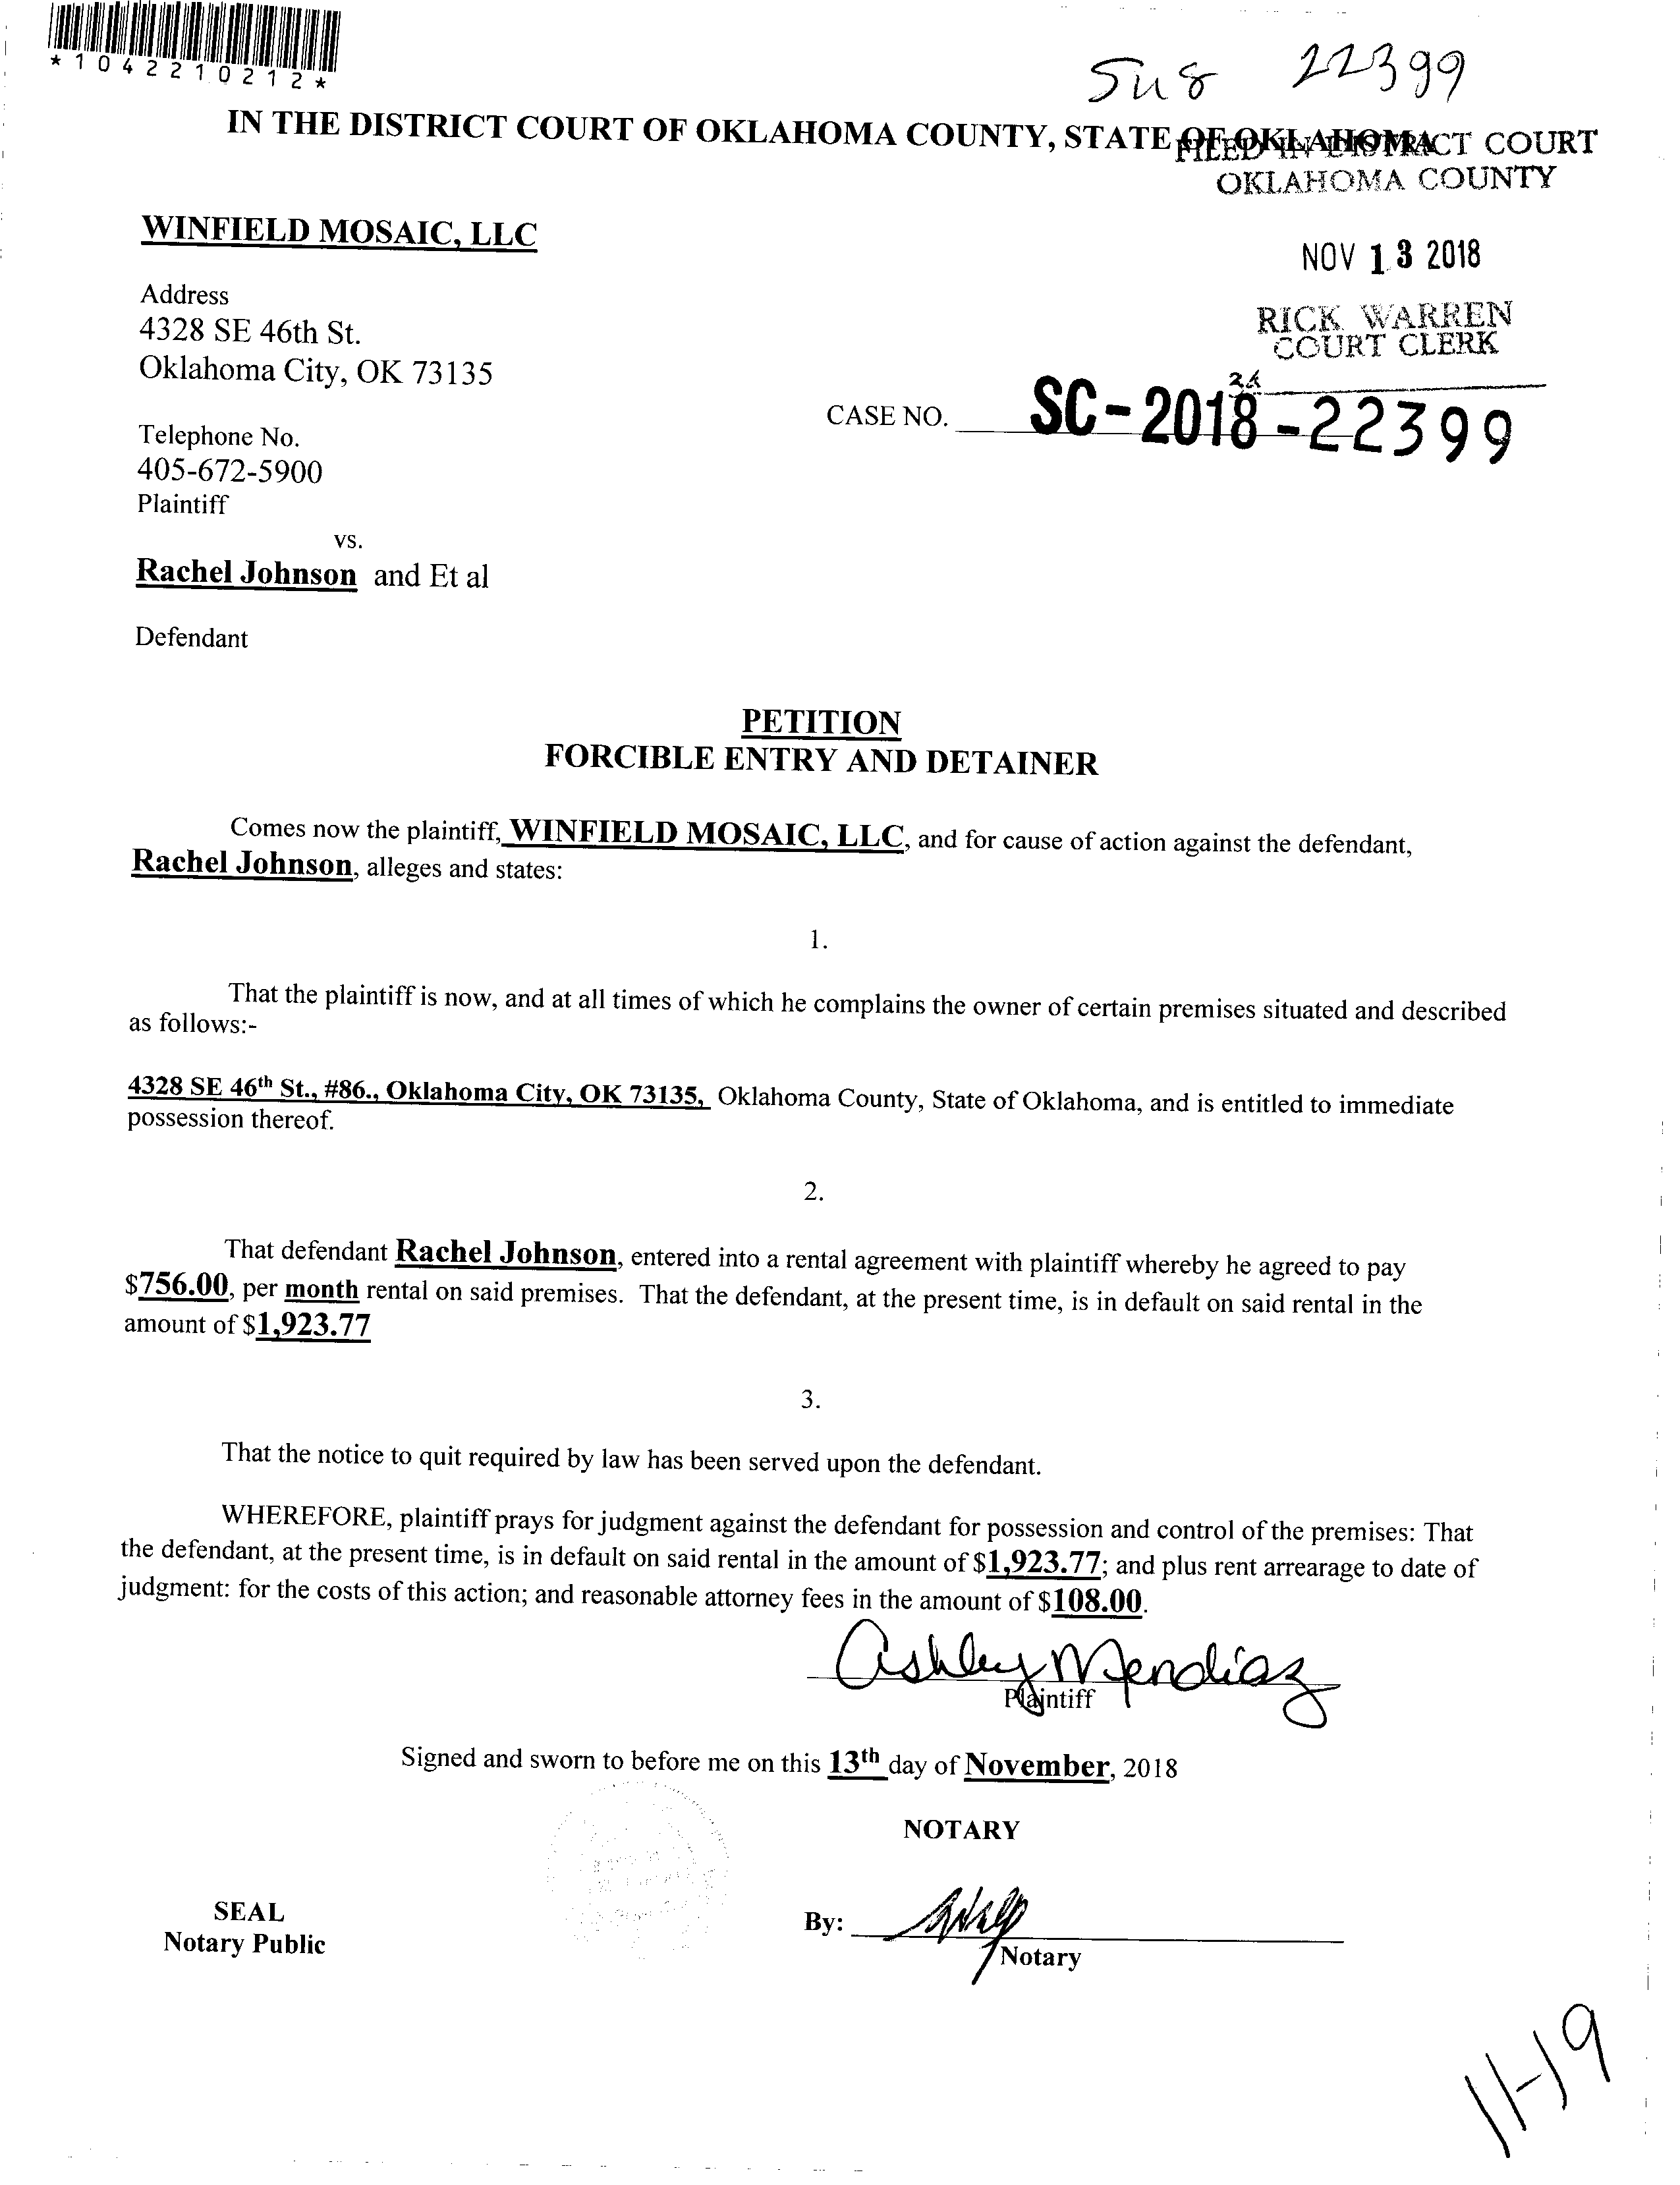 *1042210212*
22399
IN THE DISTRICT COURT OF OKLAHOMA COUNTY, STATE OF OKLAHOMA
FILED IN DISTRICT COURT
OKLAHOMA COUNTY
WINFIELD MOSAIC, LLC
NOV 13 2018
Address
4328 SE 46th St.
Oklahoma City, OK 73135
RICK WARREN
COURT CLERK
CASE NO. SC-2018-22399
Telephone No.
405-672-5900
Plaintiff
vs.
Rachel Johnson and Et al
Defendant
PETITION
FORCIBLE ENTRY AND DETAINER
Comes now the plaintiff, WINFIELD MOSAIC, LLC, and for cause of action against the defendant,
Rachel Johnson, alleges and states:
1.
That the plaintiff is now, and at all times of which he complains the owner of certain premises situated and described
as follows:-
4328 SE 46th St., #86., Oklahoma City, OK 73135, Oklahoma County, State of Oklahoma, and is entitled to immediate
possession thereof.
2.
That defendant Rachel Johnson, entered into a rental agreement with plaintiff whereby he agreed to pay
$756.00, per month rental on said premises. That the defendant, at the present time, is in default on said rental in the
amount of $1,923.77
3.
That the notice to quit required by law has been served upon the defendant.
WHEREFORE, plaintiff prays for judgment against the defendant for possession and control of the premises: That
the defendant, at the present time, is in default on said rental in the amount of $1,923.77; and plus rent arrearage to date of
judgment: for the costs of this action; and reasonable attorney fees in the amount of $108.00.
Ashley Mendiaz
Plaintiff
Signed and sworn to before me on this 13th day of November, 2018
NOTARY
SEAL
Notary Public
By:
Notary
11-19